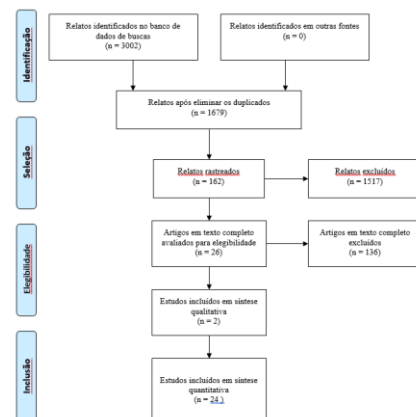 Identificação
Relatos identificados no banco de
dados de buscas
(n = 3002)
Relatos identificados em outras fontes
(n = 0)
Relatos após eliminar os duplicados
(n = 1679)
Seleção
Relatos rastreados
(n = 162)
Relatos excluídos
(n = 1517)
Elegibilidade
Artigos em texto completo
avaliados para elegibilidade
(n = 26)
Artigos em texto completo
excluídos
(n = 136)
Estudos incluídos em síntese
qualitativa
(n = 2)
Inclusão
Estudos incluídos em síntese
quantitativa
(n = 24 )